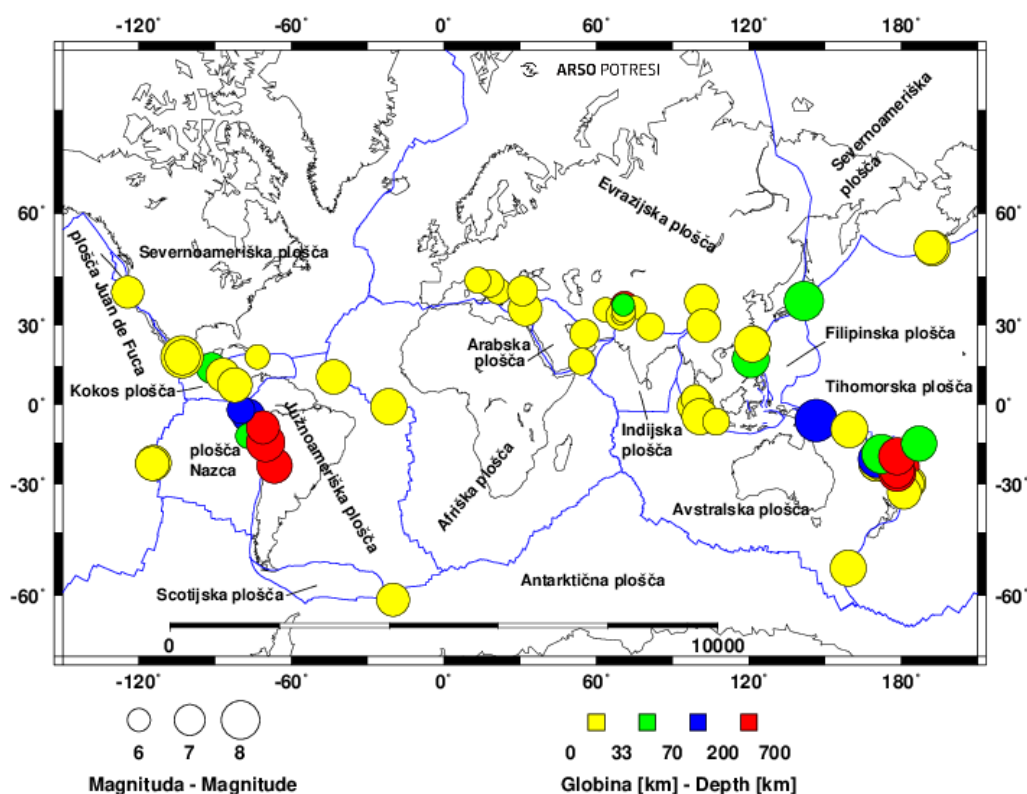 -120° -60° 0° 60° 120° 180°
ARSO POTRESI
Severnoameriška plošča
Evrazijska plošča
60° 60°
Severnoameriška plošča
plošča Juan de Fuca
30° 30°
Arabska plošča
Filipinska plošča
Kokos plošča
Tihomorska plošča
0° 0°
Južnoameriška plošča
Indijska plošča
plošča Nazca
Afriška plošča
-30° -30°
Avstralska plošča
Antarktična plošča
Scotijska plošča
-60° -60°
0 10000
-120° -60° 0° 60° 120° 180°
6 7 8
0 33 70 200 700
Magnituda - Magnitude
Globina [km] - Depth [km]